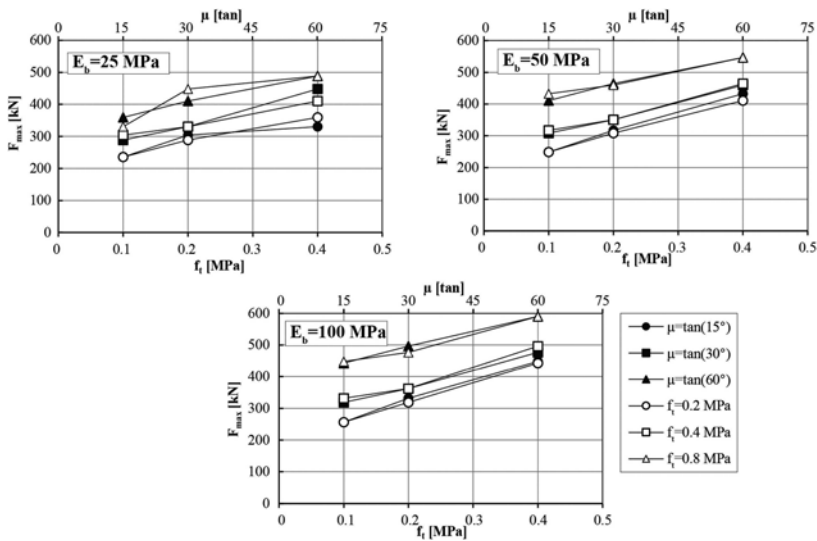 μ [tan]
0 15 30 45 60 75
600
500
400
300
200
100
0
F_max [kN]
E_b=25 MPa
0 0.1 0.2 0.3 0.4 0.5
f_t [MPa]
μ [tan]
0 15 30 45 60 75
600
500
400
300
200
100
0
F_max [kN]
E_b=50 MPa
0 0.1 0.2 0.3 0.4 0.5
f_t [MPa]
μ [tan]
0 15 30 45 60 75
600
500
400
300
200
100
0
F_max [kN]
E_b=100 MPa
0 0.1 0.2 0.3 0.4 0.5
f_t [MPa]
μ=tan(15°)
μ=tan(30°)
μ=tan(60°)
f_t=0.2 MPa
f_t=0.4 MPa
f_t=0.8 MPa